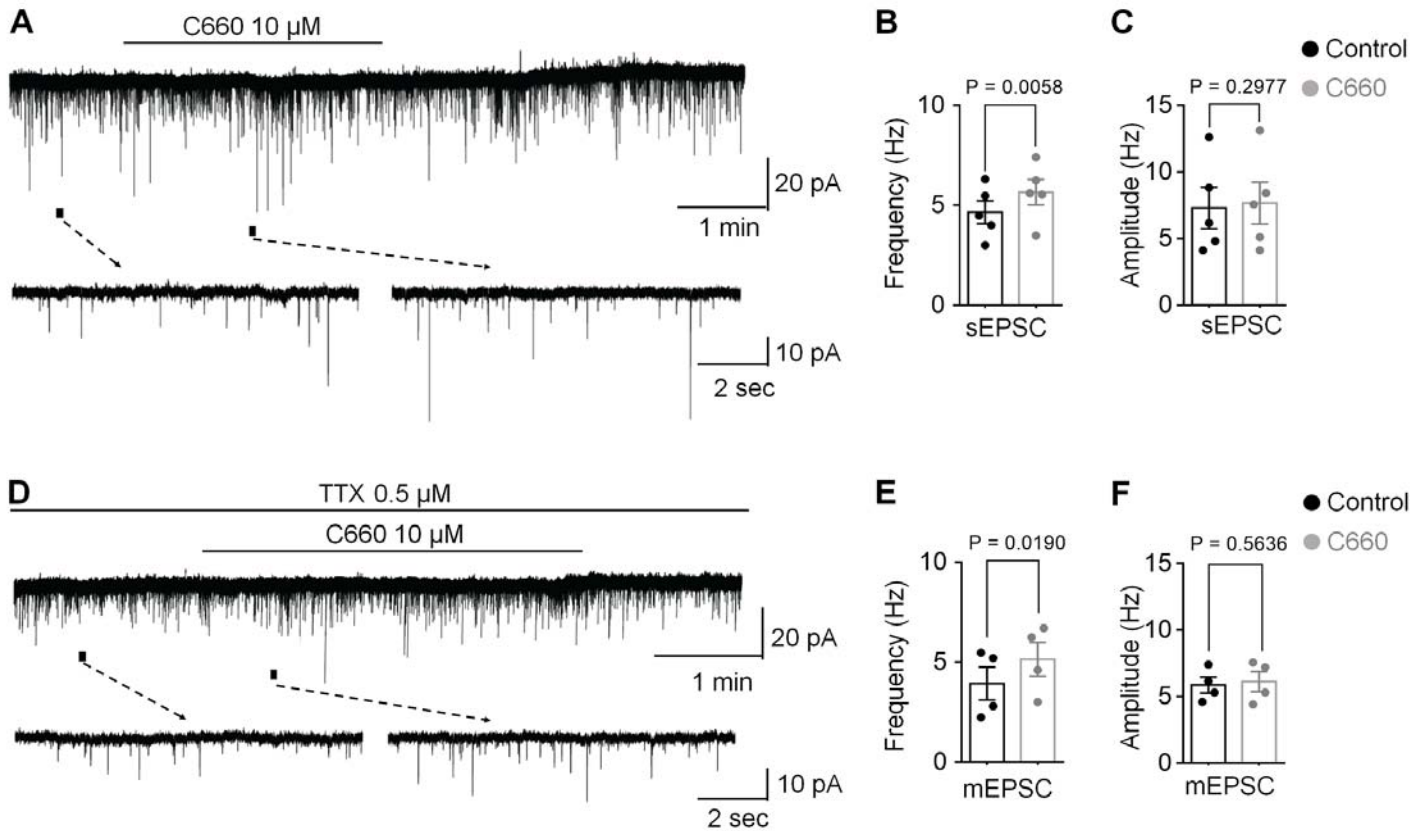 A
C660 10 µM
20 pA
1 min
10 pA
2 sec
B
P = 0.0058
Frequency (Hz)
10
5
0
sEPSC
C
P = 0.2977
Amplitude (Hz)
15
10
5
0
sEPSC
Control
C660
D
TTX 0.5 µM
C660 10 µM
20 pA
1 min
10 pA
2 sec
E
P = 0.0190
Frequency (Hz)
10
5
0
mEPSC
F
P = 0.5636
Amplitude (Hz)
15
10
5
0
mEPSC
Control
C660